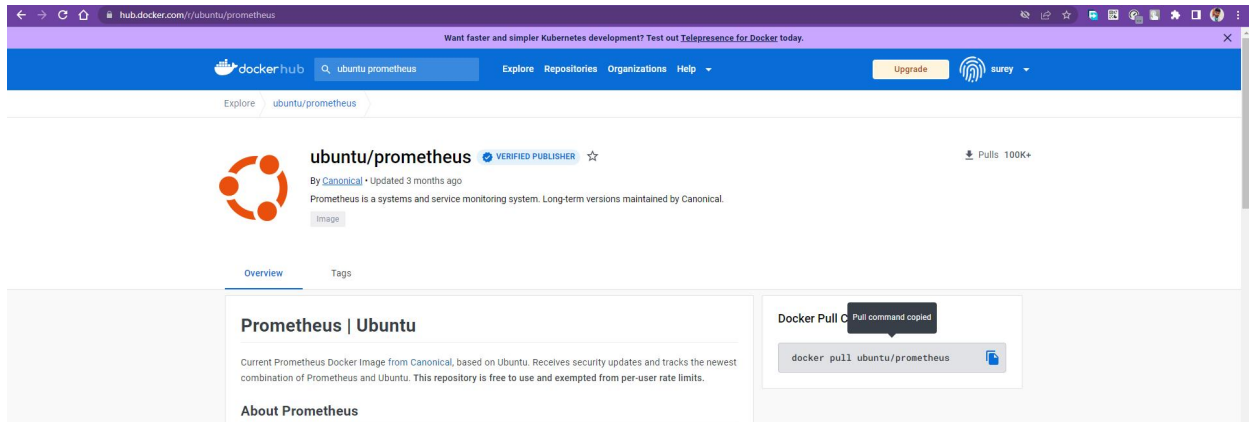 hub.docker.com/r/ubuntu/prometheus
Want faster and simpler Kubernetes development? Test out Telepresence for Docker today.
dockerhub
ubuntu prometheus
Explore Repositories Organizations Help
Upgrade
surey
Explore
ubuntu/prometheus
ubuntu/prometheus
VERIFIED PUBLISHER
Pulls 100K+
By Canonical • Updated 3 months ago
Prometheus is a systems and service monitoring system. Long-term versions maintained by Canonical.
Image
Overview
Tags
Prometheus | Ubuntu
Current Prometheus Docker Image from Canonical, based on Ubuntu. Receives security updates and tracks the newest
combination of Prometheus and Ubuntu. This repository is free to use and exempted from per-user rate limits.
About Prometheus
Docker Pull C
Pull command copied
docker pull ubuntu/prometheus